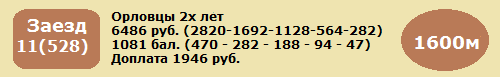 Заезд
11(528)
Орловцы 2х лет
6486 руб. (2820-1692-1128-564-282)
1081 бал. (470 - 282 - 188 - 94 - 47)
Доплата 1946 руб.
1600м